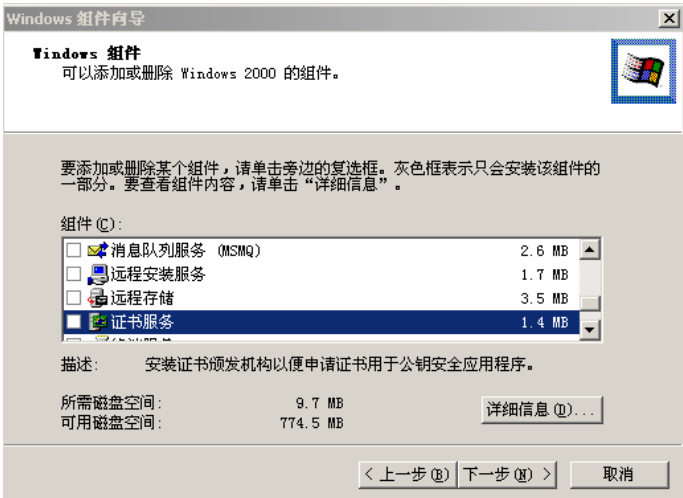 Windows 组件向导
Windows 组件
可以添加或删除 Windows 2000 的组件。
要添加或删除某个组件，请单击旁边的复选框。灰色框表示只会安装该组件的
一部分。要查看组件内容，请单击“详细信息”。
组件(C):
消息队列服务 (MSMQ) 2.6 MB
远程安装服务 1.7 MB
远程存储 3.5 MB
证书服务 1.4 MB
描述: 安装证书颁发机构以便申请证书用于公钥安全应用程序。
所需磁盘空间: 9.7 MB
可用磁盘空间: 774.5 MB
详细信息(D)...
< 上一步(B) 下一步(N) > 取消